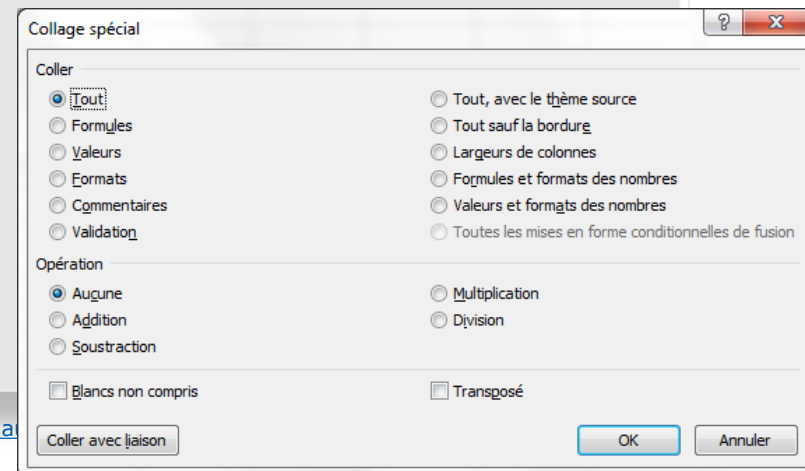 Collage spécial
Coller
Tout
Tout, avec le thème source
Formules
Tout sauf la bordure
Valeurs
Largeurs de colonnes
Formats
Formules et formats des nombres
Commentaires
Valeurs et formats des nombres
Validation
Toutes les mises en forme conditionnelles de fusion
Opération
Aucune
Multiplication
Addition
Division
Soustraction
Blancs non compris
Transposé
Coller avec liaison
OK
Annuler